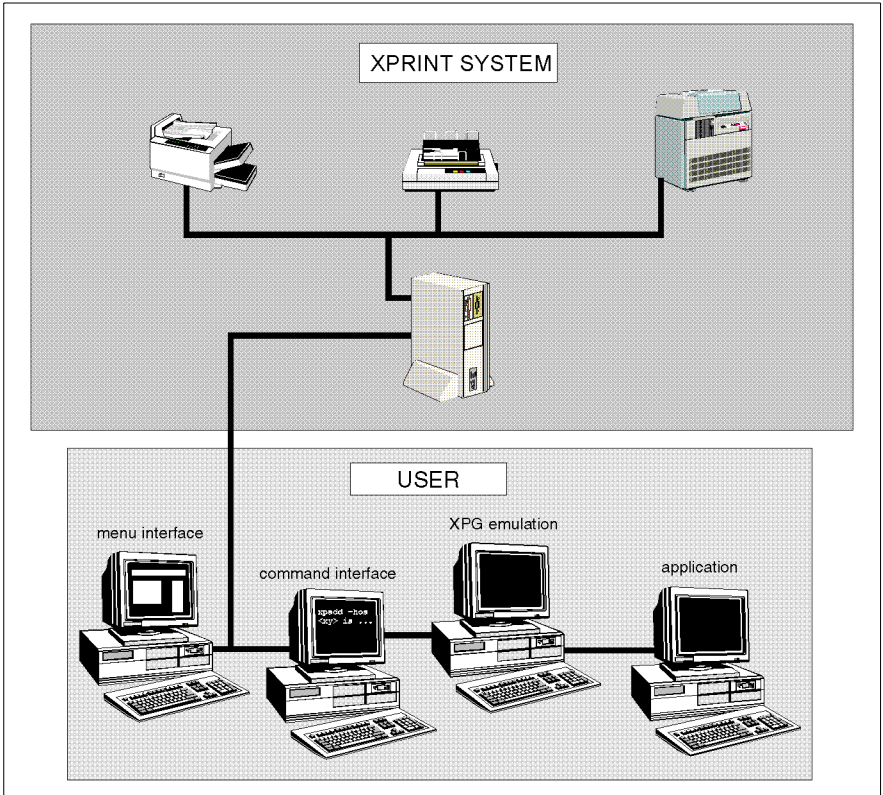 XPRINT SYSTEM
USER
menu interface
command interface
XPG emulation
application
xpadd -hos
<xy> is ...